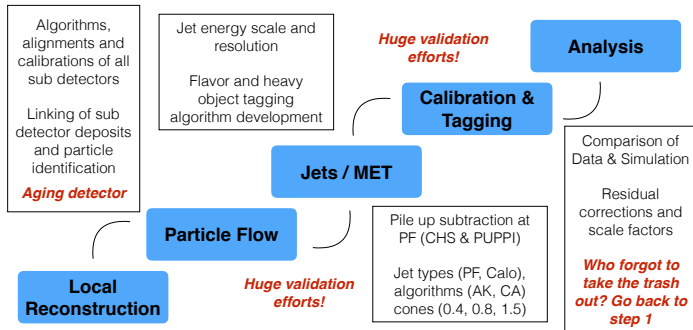 Algorithms,
alignments and
calibrations of all
sub detectors
Linking of sub
detector deposits
and particle
identification
Aging detector
Jet energy scale and
resolution
Flavor and heavy
object tagging
algorithm development
Huge validation
efforts!
Analysis
Calibration &
Tagging
Jets / MET
Particle Flow
Local
Reconstruction
Huge validation
efforts!
Pile up subtraction at
PF (CHS & PUPPI)
Jet types (PF, Calo),
algorithms (AK, CA)
cones (0.4, 0.8, 1.5)
Comparison of
Data & Simulation
Residual
corrections and
scale factors
Who forgot to
take the trash
out? Go back to
step 1